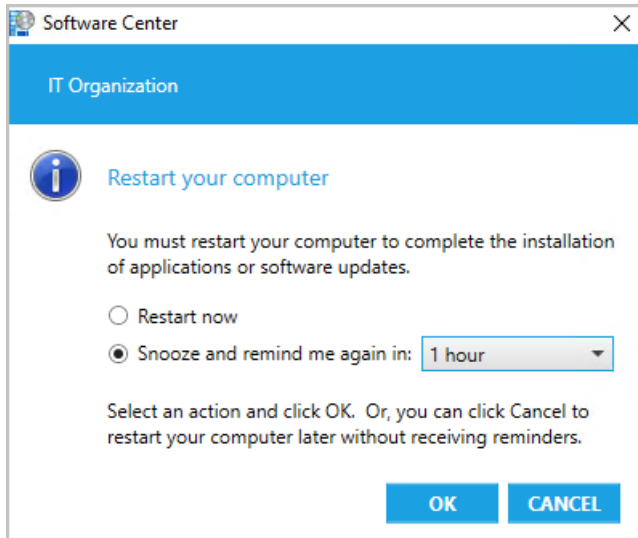 Software Center
IT Organization
Restart your computer
You must restart your computer to complete the installation
of applications or software updates.
Restart now
Snooze and remind me again in: 1 hour
Select an action and click OK.  Or, you can click Cancel to
restart your computer later without receiving reminders.
OK CANCEL